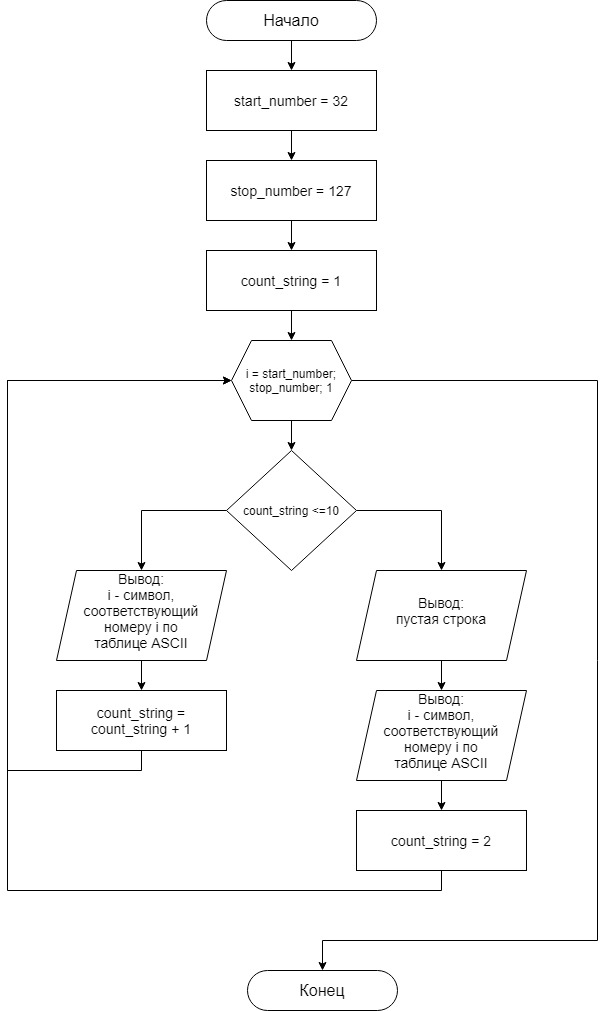 Начало
start_number = 32
stop_number = 127
count_string = 1
i = start_number;
stop_number; 1
count_string <=10
Вывод:
i - символ,
соответствующий
номеру i по
таблице ASCII
count_string =
count_string + 1
Вывод:
пустая строка
Вывод:
i - символ,
соответствующий
номеру i по
таблице ASCII
count_string = 2
Конец